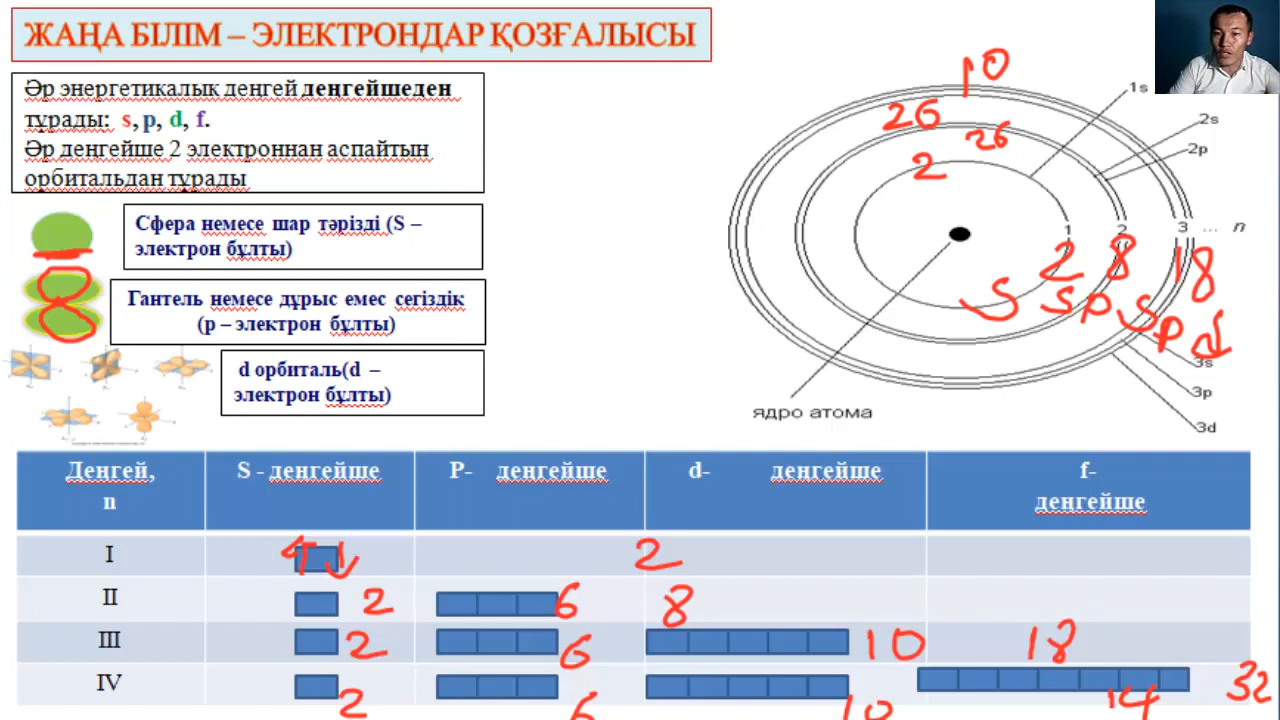 ЖАҢА БІЛІМ – ЭЛЕКТРОНДАР ҚОЗҒАЛЫСЫ
Әр энергетикалық деңгей деңгейшеден
тұрады: s, p, d, f.
Әр деңгейше 2 электроннан аспайтын
орбитальдан тұрады
Сфера немесе шар тәрізді (S –
электрон бұлты)
8
Гантель немесе дұрыс емес сегіздік
(р – электрон бұлты)
d орбиталь(d –
электрон бұлты)
10
26
26
2
1s
2s
2p
1 2 3 ... n
2 8 18
S S P S P d
3s
3p
3d
ядро атома
Деңгей, n S - деңгейше P- деңгейше d- деңгейше f- деңгейше
I 2
II 2 6 8
III 2 6 10 18
IV 2 6 10 14 32